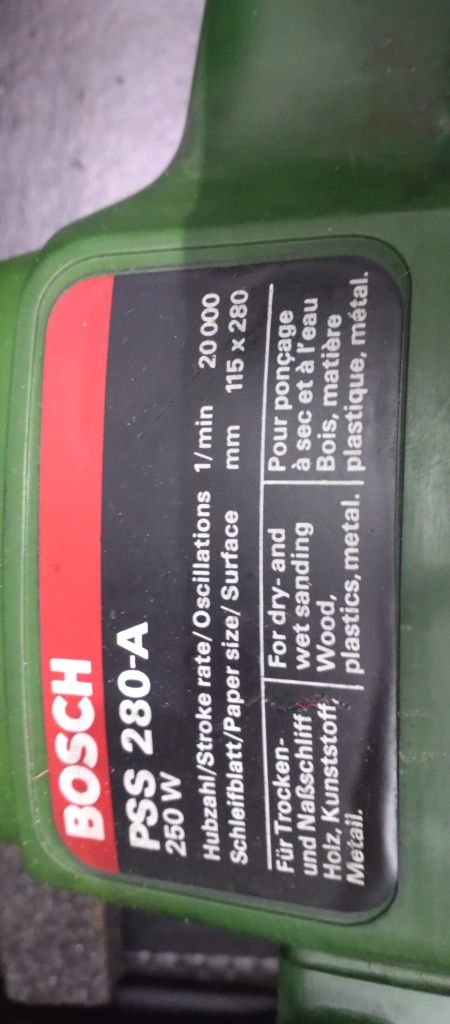 BOSCH
PSS 280-A
250 W
Hubzahl/Stroke rate/Oscillations 1/min 20 000
Schleifblatt/Paper size/Surface mm 115 x 280
Für Trocken-
und Naßschliff
Holz, Kunststoff,
Metall.
For dry- and
wet sanding
Wood,
plastics, metal.
Pour ponçage
à sec et à l'eau
Bois, matière
plastique, métal.